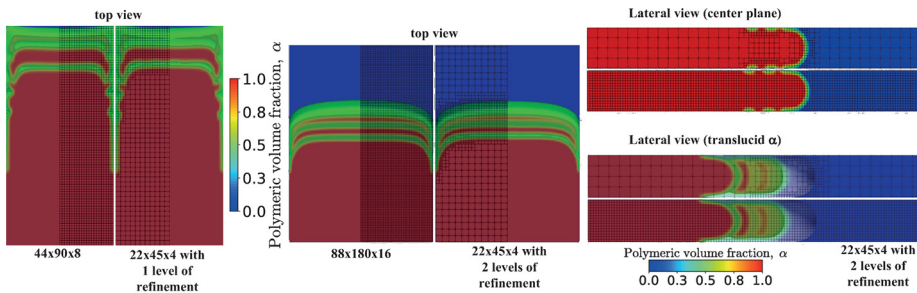 top view
1.0
0.8
0.5
0.3
0.0
Polymeric volume fraction, α
44x90x8
22x45x4 with
1 level of
refinement
top view
88x180x16
22x45x4 with
2 levels of
refinement
Lateral view (center plane)
Lateral view (translucid α)
Polymeric volume fraction, α
0.0 0.3 0.5 0.8 1.0
22x45x4 with
2 levels of
refinement